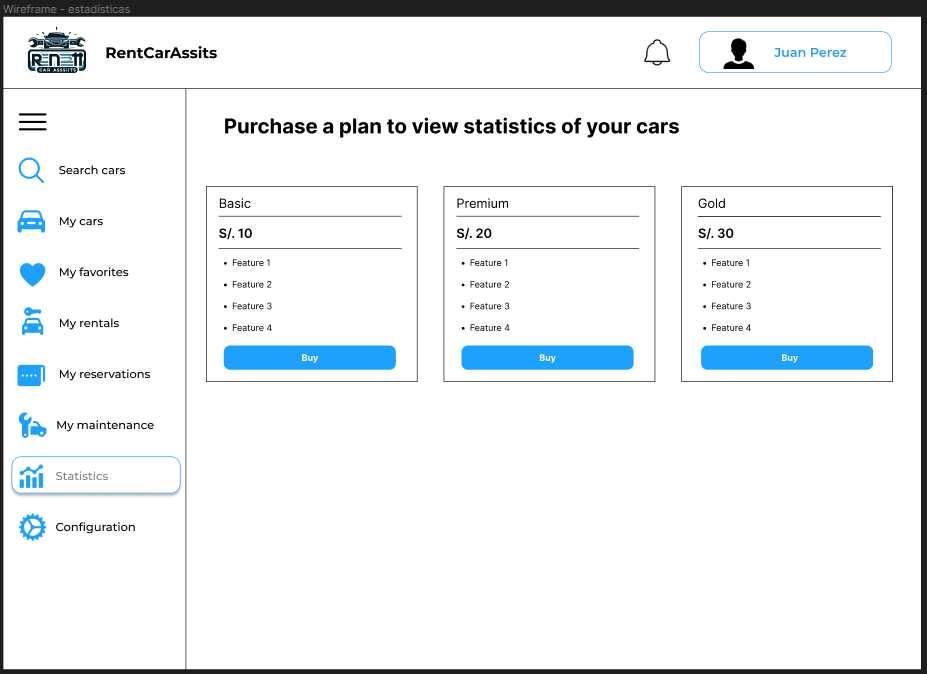 Wireframe - estadísticas
RENTT
CAR ASSIITS
RentCarAssits
Juan Perez
Search cars
My cars
My favorites
My rentals
My reservations
My maintenance
Statistics
Configuration
Purchase a plan to view statistics of your cars
Basic
S/. 10
• Feature 1
• Feature 2
• Feature 3
• Feature 4
Buy
Premium
S/. 20
• Feature 1
• Feature 2
• Feature 3
• Feature 4
Buy
Gold
S/. 30
• Feature 1
• Feature 2
• Feature 3
• Feature 4
Buy